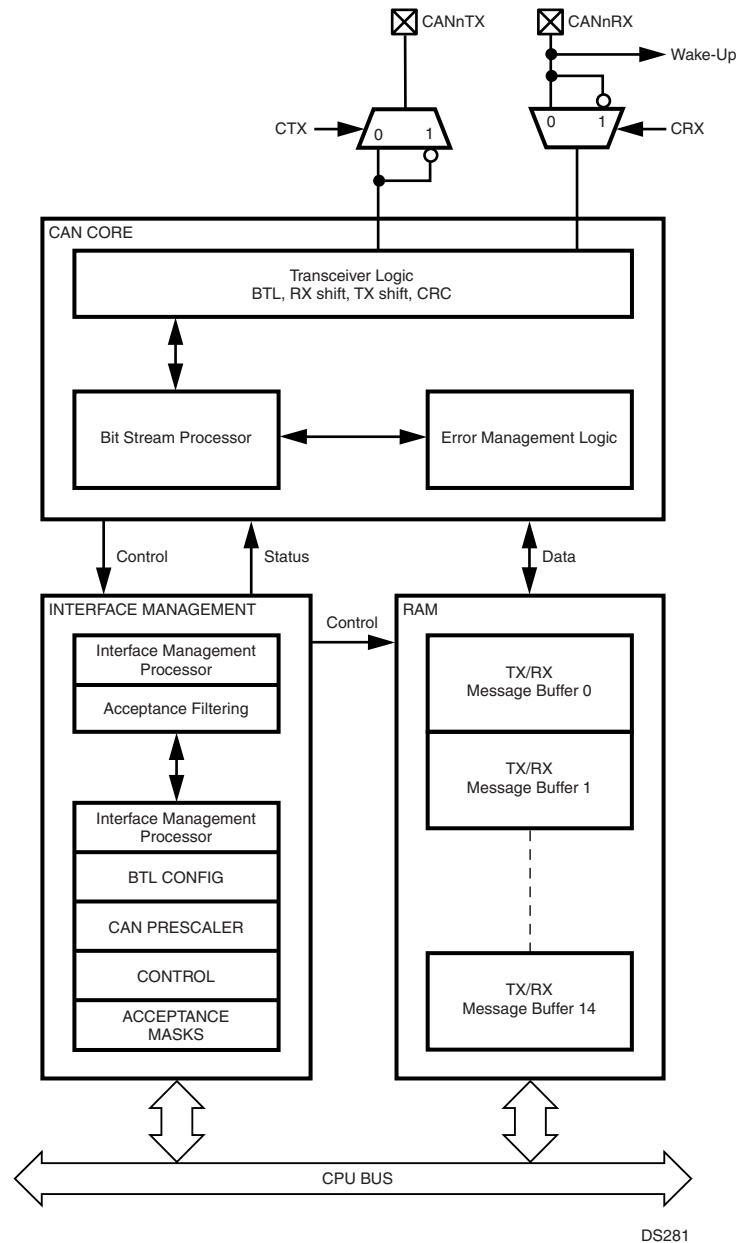 CANnTX
CANnRX
Wake-Up
CTX
0
1
0
1
CRX
CAN CORE
Transceiver Logic
BTL, RX shift, TX shift, CRC
Bit Stream Processor
Error Management Logic
Control
Status
Data
INTERFACE MANAGEMENT
Control
RAM
Interface Management
Processor
Acceptance Filtering
Interface Management
Processor
BTL CONFIG
CAN PRESCALER
CONTROL
ACCEPTANCE
MASKS
TX/RX
Message Buffer 0
TX/RX
Message Buffer 1
TX/RX
Message Buffer 14
CPU BUS
DS281